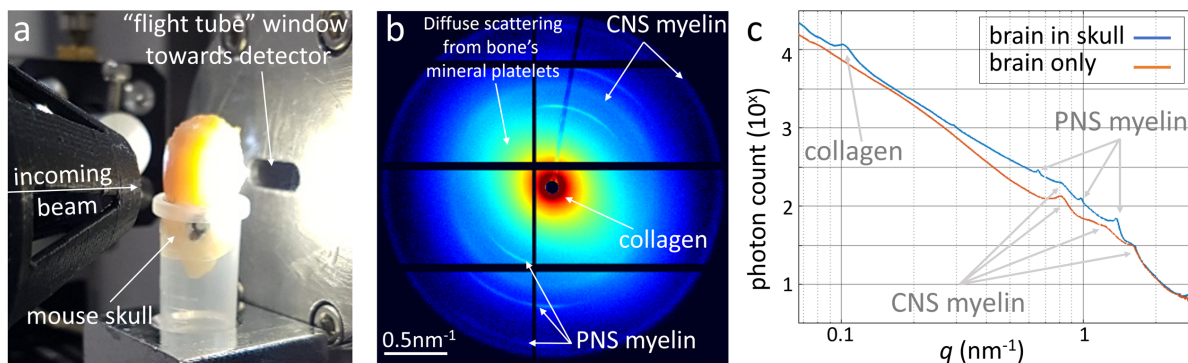 a
“flight tube” window
towards detector
incoming
beam
mouse skull
b
Diffuse scattering
from bone’s
mineral platelets
CNS myelin
collagen
0.5nm⁻¹
PNS myelin
c
photon count (10ˣ)
4
3
2
1
brain in skull
brain only
PNS myelin
collagen
CNS myelin
0.1
1
q (nm⁻¹)